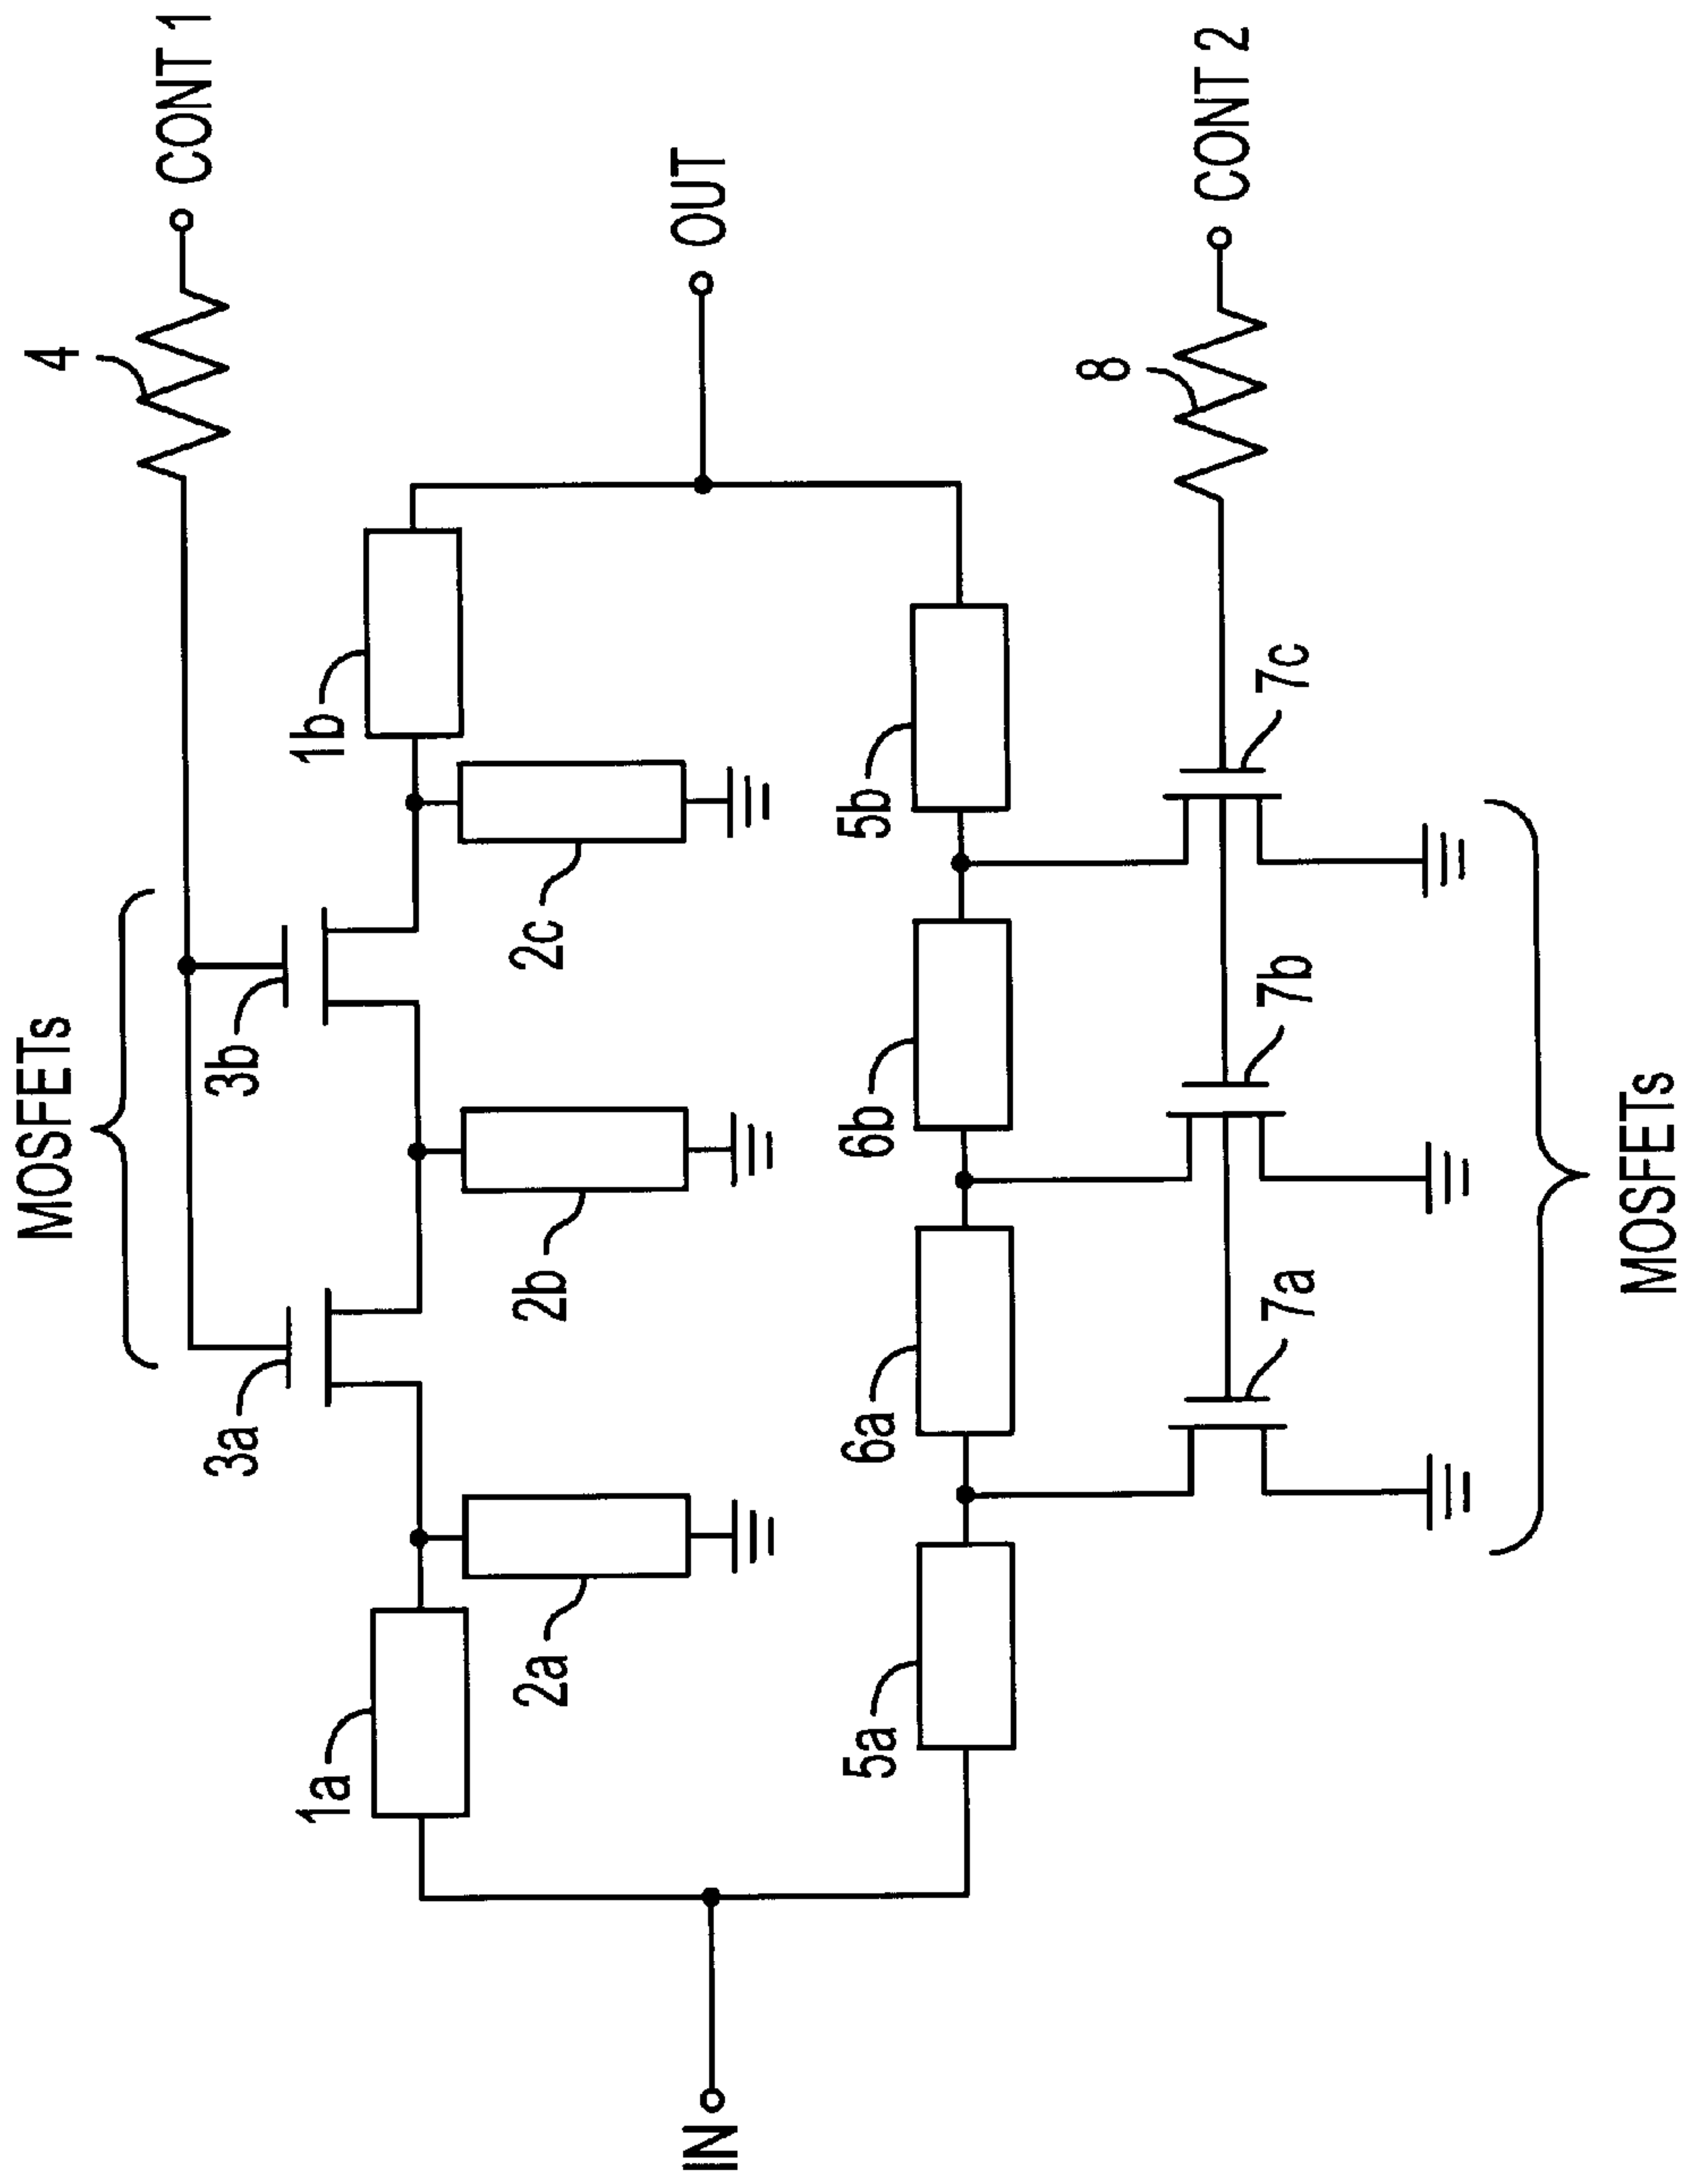 MOSFETs
4
CONT 1
3a
3b
1a
1b
2a
2b
2c
IN
OUT
5a
6a
6b
5b
8
CONT 2
7a
7b
7c
MOSFETs